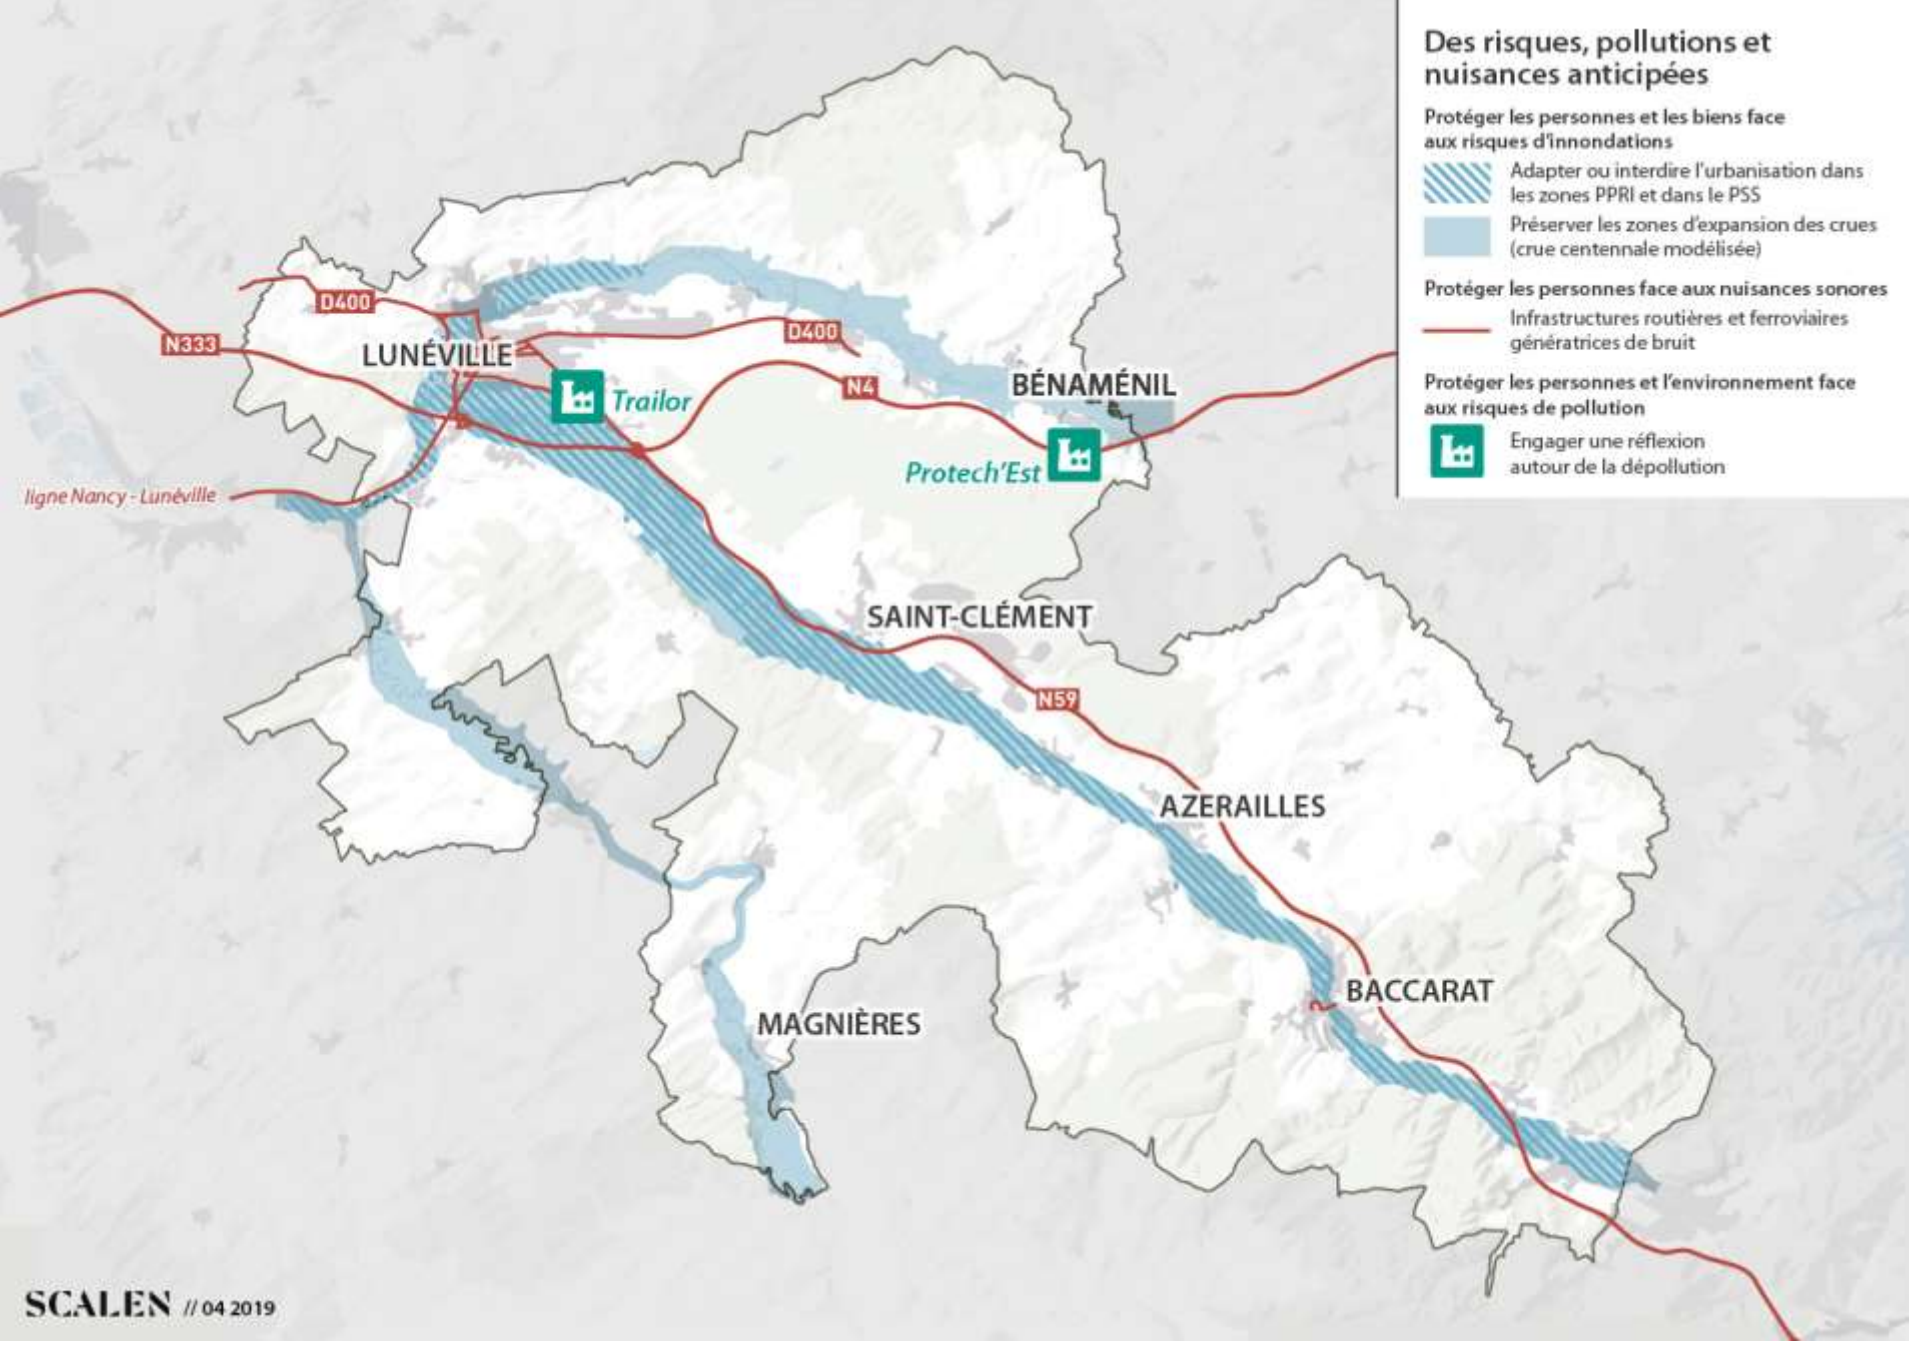 Des risques, pollutions et
nuisances anticipées
Protéger les personnes et les biens face
aux risques d'innondations
Adapter ou interdire l'urbanisation dans
les zones PPRI et dans le PSS
Préserver les zones d'expansion des crues
(crue centennale modélisée)
Protéger les personnes face aux nuisances sonores
Infrastructures routières et ferroviaires
génératrices de bruit
Protéger les personnes et l'environnement face
aux risques de pollution
Engager une réflexion
autour de la dépollution
D400
N333
D400
LUNÉVILLE
N4
BÉNAMÉNIL
Trailor
Protech'Est
ligne Nancy - Lunéville
SAINT-CLÉMENT
N59
AZERAILLES
BACCARAT
MAGNIÈRES
SCALEN // 04 2019